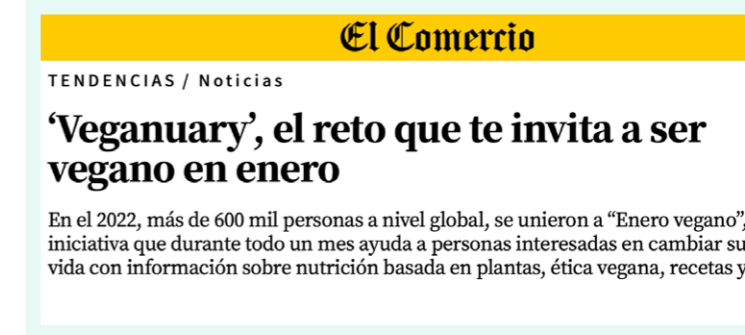 El Comercio
TENDENCIAS / Noticias
‘Veganuary’, el reto que te invita a ser
vegano en enero
En el 2022, más de 600 mil personas a nivel global, se unieron a “Enero vegano”,
iniciativa que durante todo un mes ayuda a personas interesadas en cambiar su
vida con información sobre nutrición basada en plantas, ética vegana, recetas y